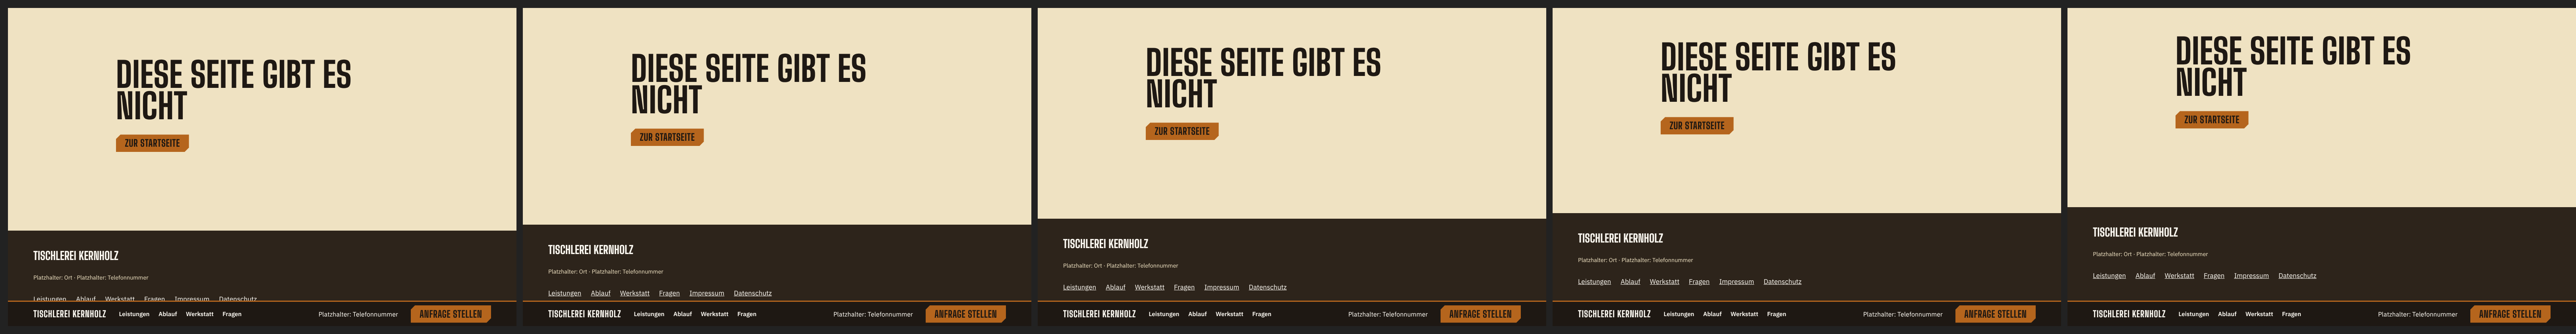 DIESE SEITE GIBT ES
NICHT
ZUR STARTSEITE
TISCHLEREI KERNHOLZ
Platzhalter: Ort · Platzhalter: Telefonnummer
Leistungen Ablauf Werkstatt Fragen Impressum Datenschutz
TISCHLEREI KERNHOLZ Leistungen Ablauf Werkstatt Fragen Platzhalter: Telefonnummer ANFRAGE STELLEN
DIESE SEITE GIBT ES
NICHT
ZUR STARTSEITE
TISCHLEREI KERNHOLZ
Platzhalter: Ort · Platzhalter: Telefonnummer
Leistungen Ablauf Werkstatt Fragen Impressum Datenschutz
TISCHLEREI KERNHOLZ Leistungen Ablauf Werkstatt Fragen Platzhalter: Telefonnummer ANFRAGE STELLEN
DIESE SEITE GIBT ES
NICHT
ZUR STARTSEITE
TISCHLEREI KERNHOLZ
Platzhalter: Ort · Platzhalter: Telefonnummer
Leistungen Ablauf Werkstatt Fragen Impressum Datenschutz
TISCHLEREI KERNHOLZ Leistungen Ablauf Werkstatt Fragen Platzhalter: Telefonnummer ANFRAGE STELLEN
DIESE SEITE GIBT ES
NICHT
ZUR STARTSEITE
TISCHLEREI KERNHOLZ
Platzhalter: Ort · Platzhalter: Telefonnummer
Leistungen Ablauf Werkstatt Fragen Impressum Datenschutz
TISCHLEREI KERNHOLZ Leistungen Ablauf Werkstatt Fragen Platzhalter: Telefonnummer ANFRAGE STELLEN
DIESE SEITE GIBT ES
NICHT
ZUR STARTSEITE
TISCHLEREI KERNHOLZ
Platzhalter: Ort · Platzhalter: Telefonnummer
Leistungen Ablauf Werkstatt Fragen Impressum Datenschutz
TISCHLEREI KERNHOLZ Leistungen Ablauf Werkstatt Fragen Platzhalter: Telefonnummer ANFRAGE STELLEN